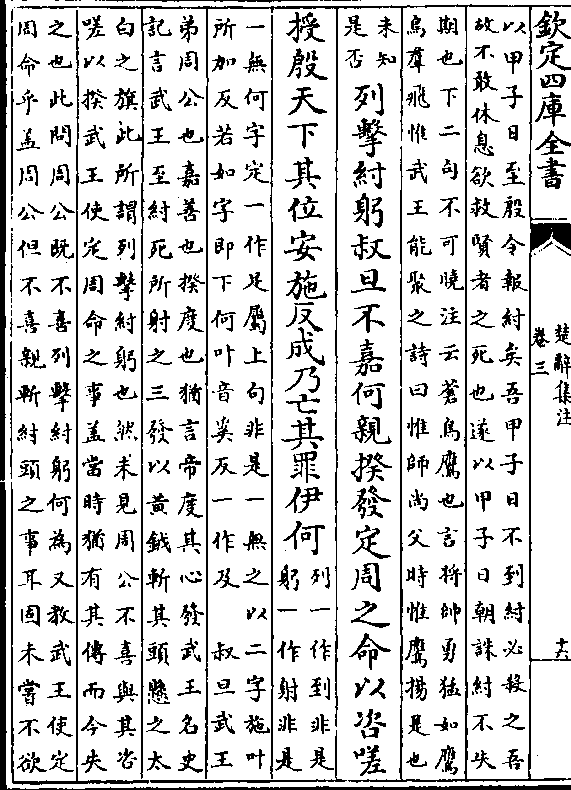 欽定四庫全書
楚辭集注
卷三
十六
以甲子日至殷令報紂矣吾甲子日不到紂必殺之吾
故不敢休息欲救賢者之死也遂以甲子日朝誅紂不失
期也下二句不可曉注云蒼鳥鷹也言將帥勇猛如鷹
鳥羣飛惟武王能聚之詩曰惟師尚父時惟鷹揚是也
未知
是否
列擊紂躬叔旦不嘉何親揆發定周之命以咨嗟
授殷天下其位安施反成乃亡其罪伊何
列一作到非是
躬一作射非是
一無何字定一作足屬上句非是一無之以二字施叶
所加反若如字即下何叶音奚反一作及　叔旦武王
弟周公也嘉善也揆度也猶言帝度其心發武王名史
記言武王至紂死所射之三發以黃鉞斬其頭懸之太
白之旗此所謂列擊紂躬也然未見周公不喜與其咨
嗟以揆武王使定周命之事蓋當時猶有其傳而今失
之也此問周公既不喜列擊紂躬何為又教武王使定
周命乎蓋周公但不喜親斬紂頭之事耳固未嘗不欲